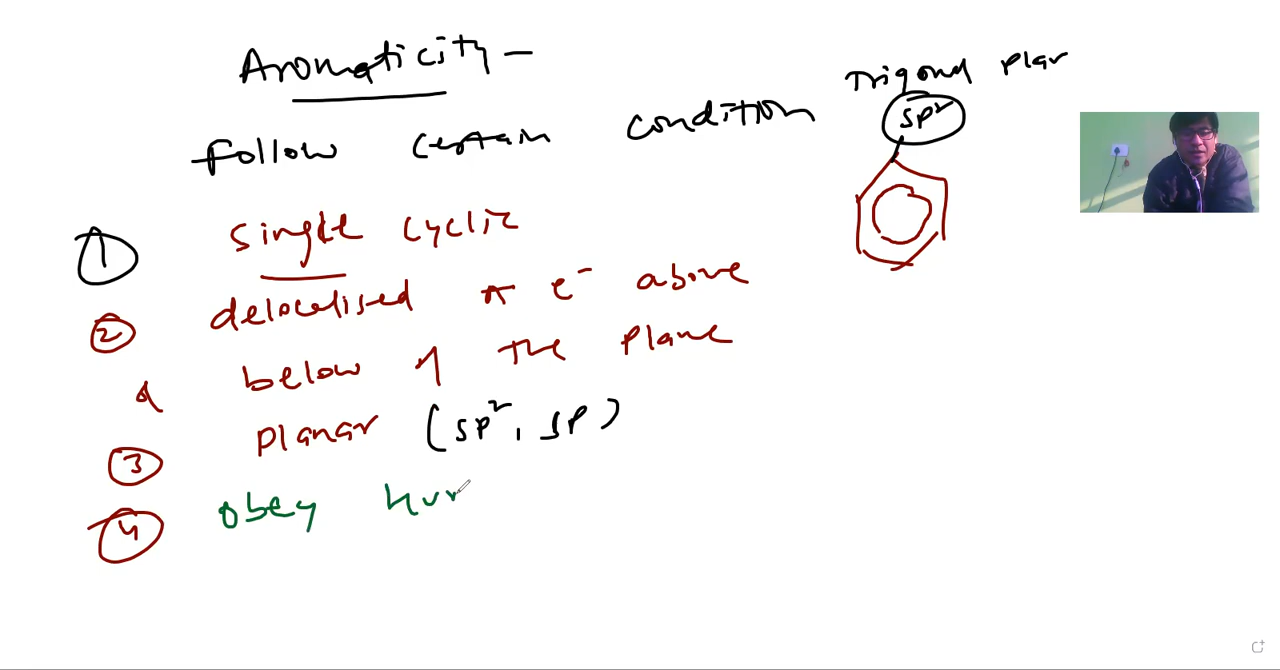 Aromaticity -
Trigonal plar
sp²
Follow certain condition
1 single cyclic
2 delocalised π e⁻ above
& below of the plane
3 planar (sp², sp)
4 obey hu